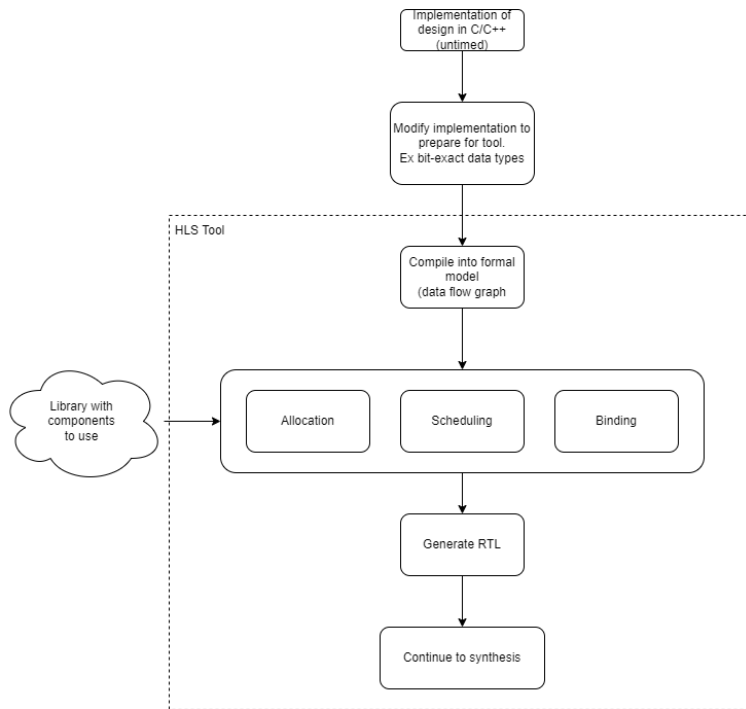 Implementation of
design in C/C++
(untimed)
Modify implementation to
prepare for tool.
Ex bit-exact data types
HLS Tool
Compile into formal
model
(data flow graph
Library with
components
to use
Allocation
Scheduling
Binding
Generate RTL
Continue to synthesis